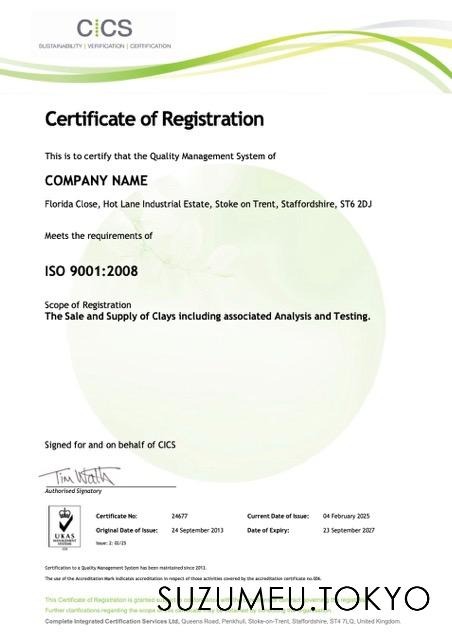 CICS
SUSTAINABILITY | VERIFICATION | CERTIFICATION
Certificate of Registration
This is to certify that the Quality Management System of
COMPANY NAME
Florida Close, Hot Lane Industrial Estate, Stoke on Trent, Staffordshire, ST6 2DJ
Meets the requirements of
ISO 9001:2008
Scope of Registration
The Sale and Supply of Clays including associated Analysis and Testing.
Signed for and on behalf of CICS
Tim Wath
Authorised Signatory
UKAS
MANAGEMENT
SYSTEMS
Certificate No: 24677 Current Date of Issue: 04 February 2025
Original Date of Issue: 24 September 2013 Date of Expiry: 23 September 2027
Issue: 2: 02/25
Certification to a Quality Management System has been maintained since 2013.
The use of the Accreditation Mark indicates accreditation in respect of those activities covered by the accreditation certificate no.006.
This Certificate of Registration is granted
SUZUMEU.TOKYO
Further clarifications regarding the scope
Complete Integrated Certification Services Ltd, Queens Road, Penkhull, Stoke-on-Trent, Staffordshire, ST4 7LQ, United Kingdom.